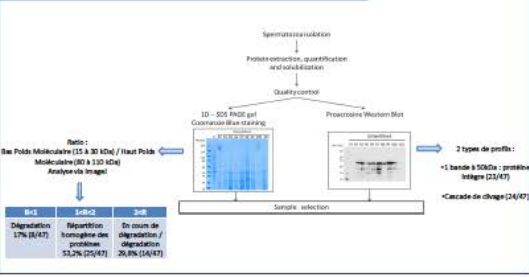 Spermatozoa isolation
Protein extraction, quantification
and solubilization
Quality control
1D – SDS PAGE gel
Coomassie Blue staining
Proacrosine Western Blot
Ratio :
Bas Poids Moléculaire (15 à 30 kDa) / Haut Poids
Moléculaire (80 à 110 kDa)
Analyse via ImageJ
2 types de profils :
•1 bande à 50kDa : protéine
intègre (23/47)
•Cascade de clivage (24/47)
Sample selection
R<1
1<R<2
2<R
Dégradation
17% (8/47)
Répartition
homogène des
protéines
53,2% (25/47)
En cours de
dégradation /
dégradation
29,8% (14/47)